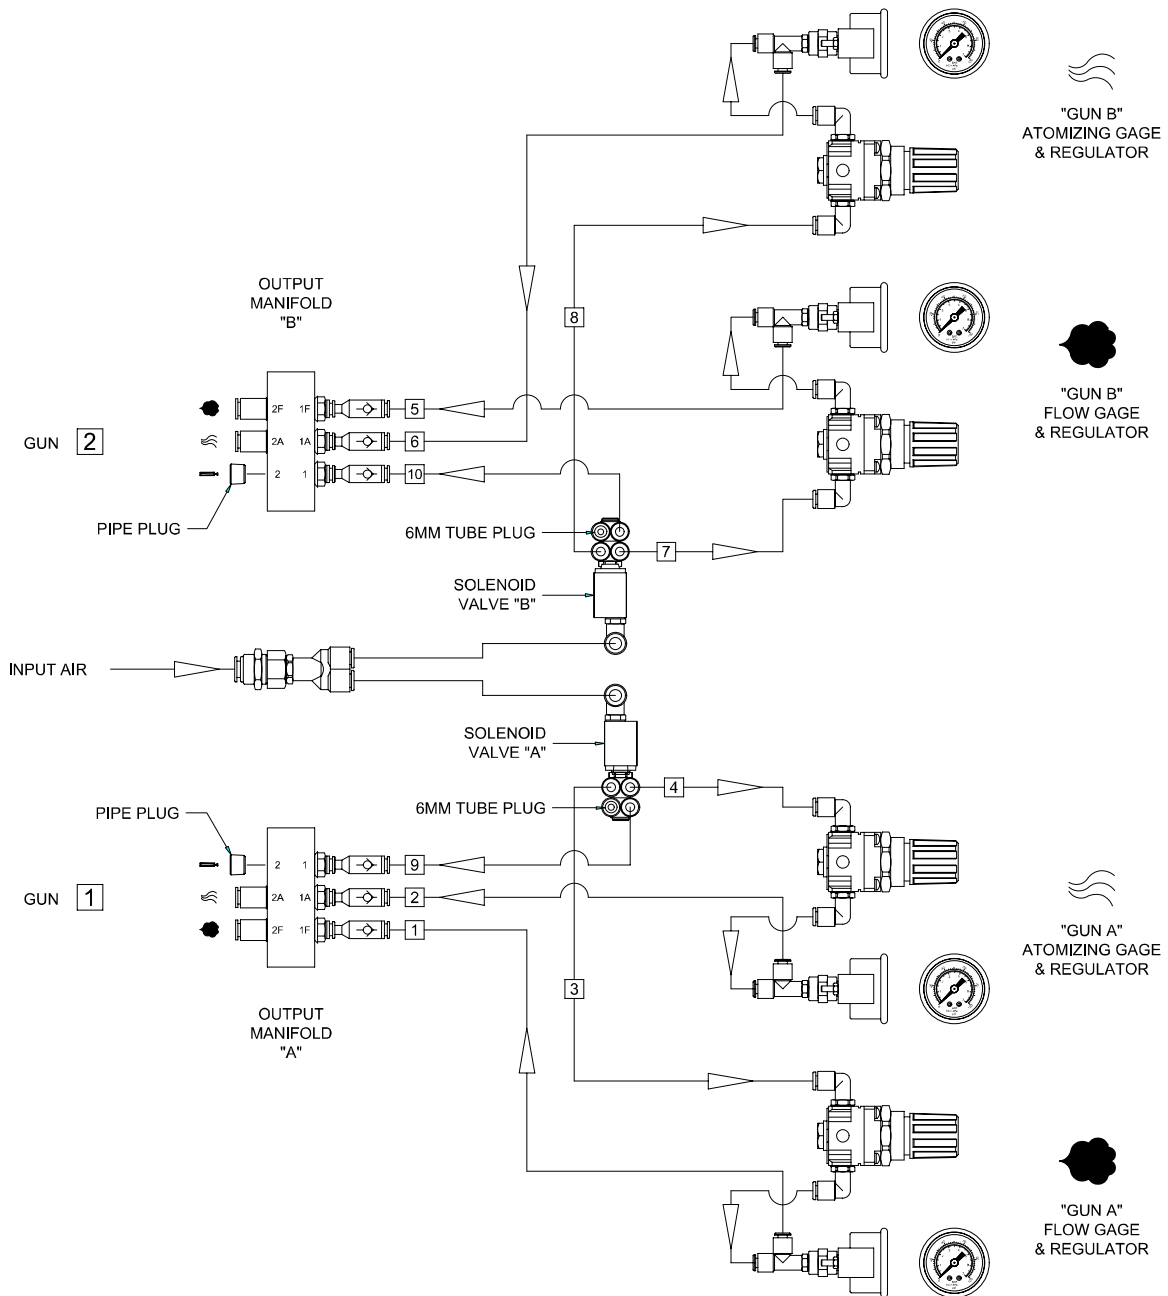 "GUN B"
ATOMIZING GAGE
& REGULATOR
OUTPUT
MANIFOLD
"B"
8
"GUN B"
FLOW GAGE
& REGULATOR
2F 1F
5
GUN 2
2A 1A
6
2 1
10
PIPE PLUG
6MM TUBE PLUG
7
SOLENOID
VALVE "B"
INPUT AIR
SOLENOID
VALVE "A"
4
PIPE PLUG
6MM TUBE PLUG
2 1
9
GUN 1
2A 1A
2
2F 1F
1
"GUN A"
ATOMIZING GAGE
& REGULATOR
3
OUTPUT
MANIFOLD
"A"
"GUN A"
FLOW GAGE
& REGULATOR